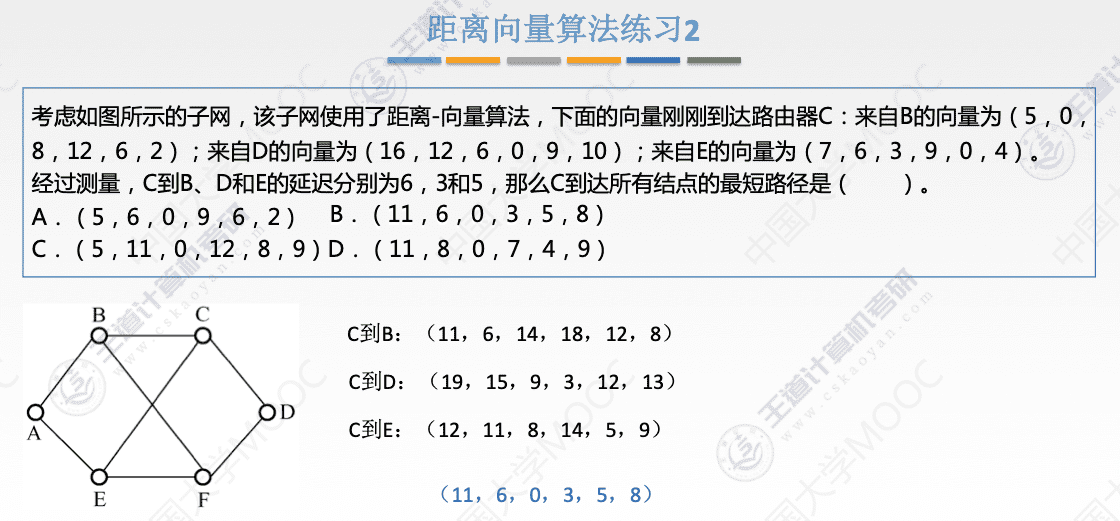 距离向量算法练习2
考虑如图所示的子网，该子网使用了距离-向量算法，下面的向量刚刚到达路由器C：来自B的向量为（5，0，
8，12，6，2）；来自D的向量为（16，12，6，0，9，10）；来自E的向量为（7，6，3，9，0，4）。
经过测量，C到B、D和E的延迟分别为6，3和5，那么C到达所有结点的最短路径是（　　）。
A．（5，6，0，9，6，2） B．（11，6，0，3，5，8）
C．（5，11，0，12，8，9）D．（11，8，0，7，4，9）
B C
A D
E F
C到B：（11，6，14，18，12，8）
C到D：（19，15，9，3，12，13）
C到E：（12，11，8，14，5，9）
（11，6，0，3，5，8）
王道计算机考研
www.cskaoyan.com
中国大学MOOC